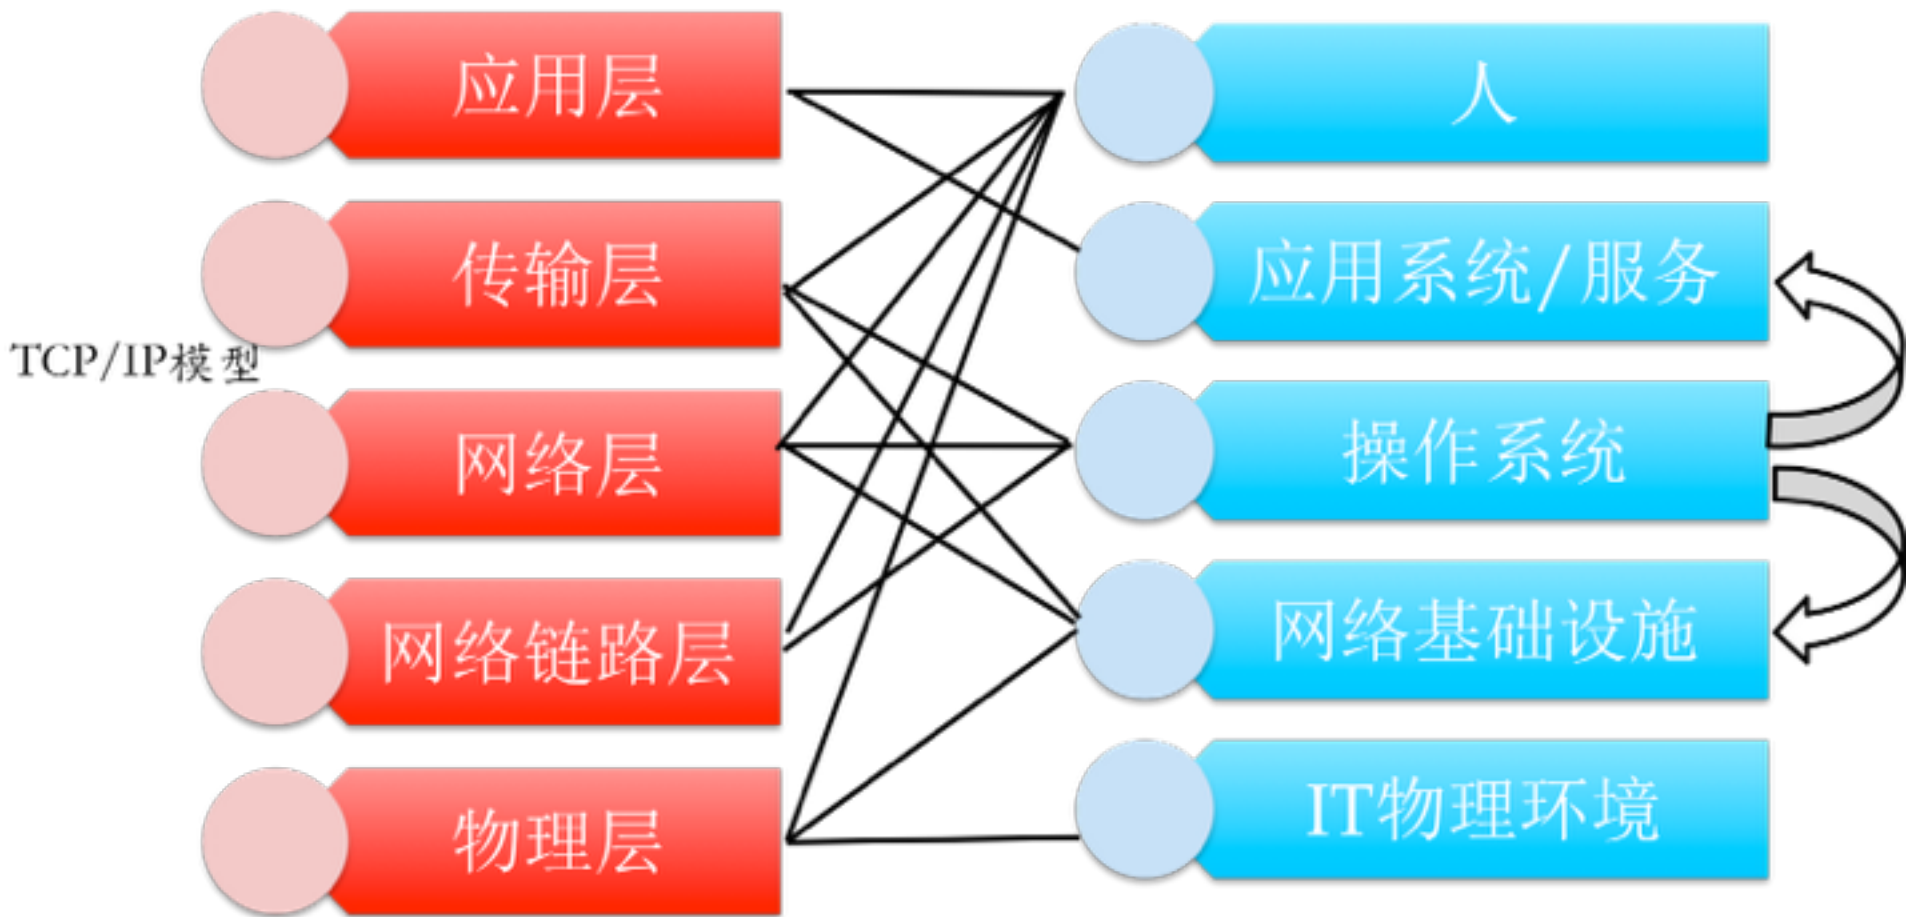 应用层
人
传输层
应用系统/服务
TCP/IP模型
网络层
操作系统
网络链路层
网络基础设施
物理层
IT物理环境